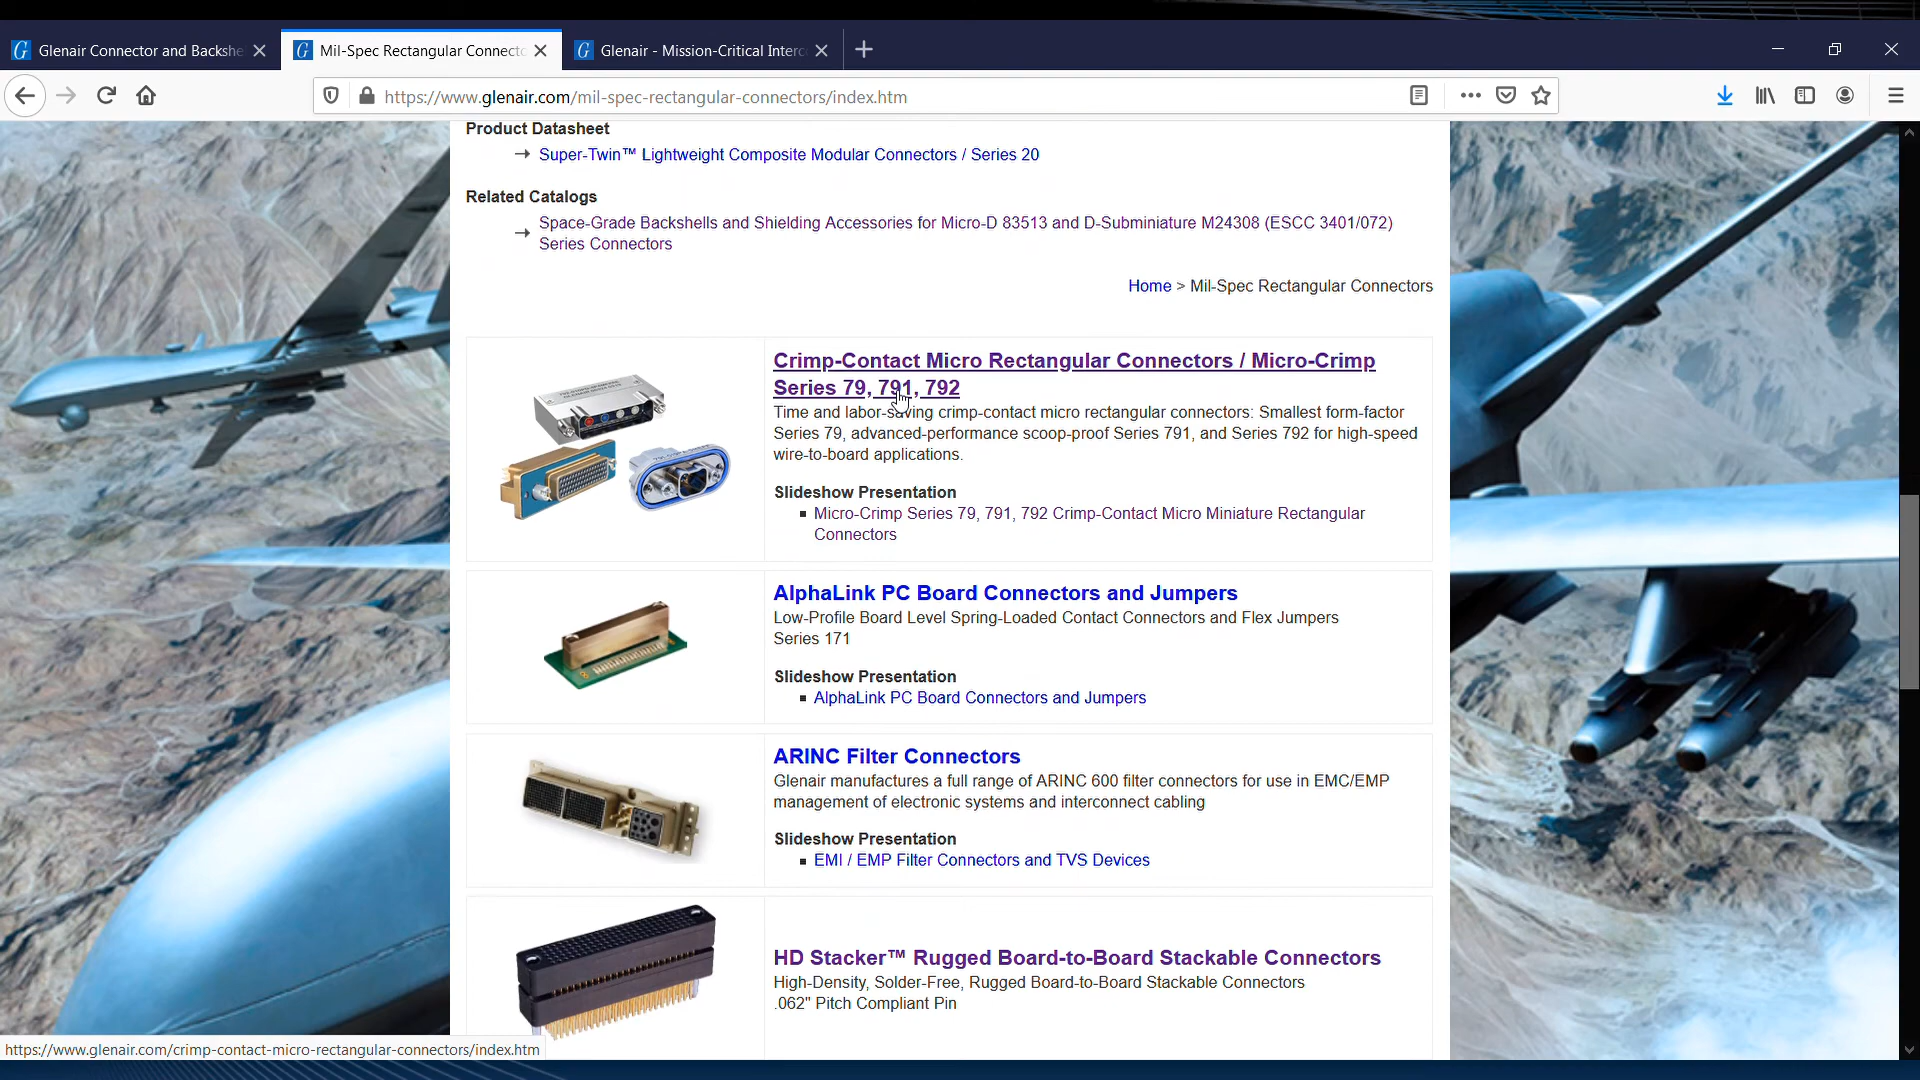 Glenair Connector and Backshe
Mil-Spec Rectangular Connecto
Glenair - Mission-Critical Interc
https://www.glenair.com/mil-spec-rectangular-connectors/index.htm
Product Datasheet
→ Super-Twin™ Lightweight Composite Modular Connectors / Series 20
Related Catalogs
→ Space-Grade Backshells and Shielding Accessories for Micro-D 83513 and D-Subminiature M24308 (ESCC 3401/072)
Series Connectors
Home > Mil-Spec Rectangular Connectors
Crimp-Contact Micro Rectangular Connectors / Micro-Crimp
Series 79, 791, 792
Time and labor-saving crimp-contact micro rectangular connectors: Smallest form-factor
Series 79, advanced-performance scoop-proof Series 791, and Series 792 for high-speed
wire-to-board applications.
Slideshow Presentation
▪ Micro-Crimp Series 79, 791, 792 Crimp-Contact Micro Miniature Rectangular
Connectors
AlphaLink PC Board Connectors and Jumpers
Low-Profile Board Level Spring-Loaded Contact Connectors and Flex Jumpers
Series 171
Slideshow Presentation
▪ AlphaLink PC Board Connectors and Jumpers
ARINC Filter Connectors
Glenair manufactures a full range of ARINC 600 filter connectors for use in EMC/EMP
management of electronic systems and interconnect cabling
Slideshow Presentation
▪ EMI / EMP Filter Connectors and TVS Devices
HD Stacker™ Rugged Board-to-Board Stackable Connectors
High-Density, Solder-Free, Rugged Board-to-Board Stackable Connectors
.062" Pitch Compliant Pin
https://www.glenair.com/crimp-contact-micro-rectangular-connectors/index.htm